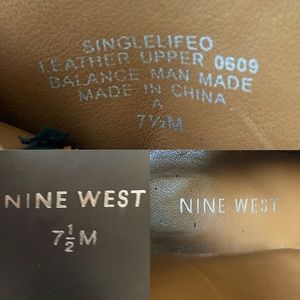 SINGLELIFEO
LEATHER UPPER 0609
BALANCE MAN MADE
MADE IN CHINA
A
7½M
NINE WEST
7½M
NINE WEST